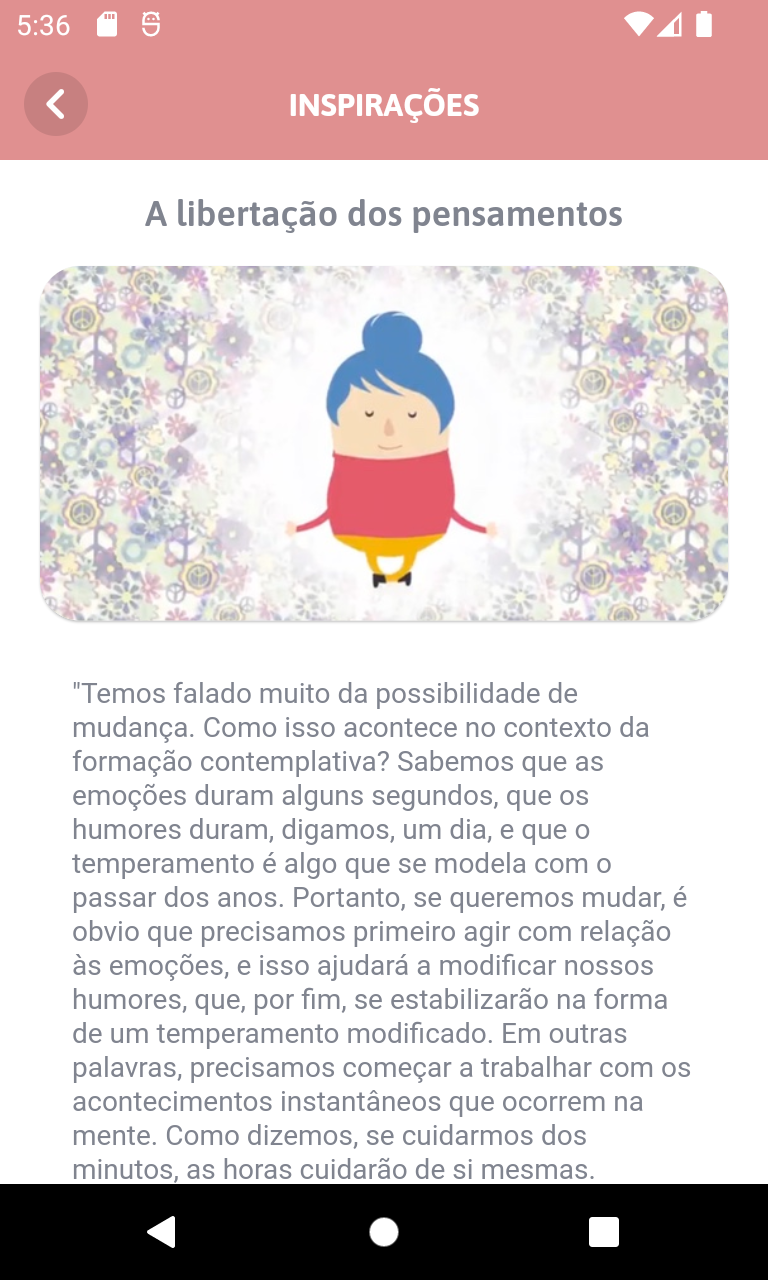 5:36
INSPIRAÇÕES
A libertação dos pensamentos
"Temos falado muito da possibilidade de
mudança. Como isso acontece no contexto da
formação contemplativa? Sabemos que as
emoções duram alguns segundos, que os
humores duram, digamos, um dia, e que o
temperamento é algo que se modela com o
passar dos anos. Portanto, se queremos mudar, é
obvio que precisamos primeiro agir com relação
às emoções, e isso ajudará a modificar nossos
humores, que, por fim, se estabilizarão na forma
de um temperamento modificado. Em outras
palavras, precisamos começar a trabalhar com os
acontecimentos instantâneos que ocorrem na
mente. Como dizemos, se cuidarmos dos
minutos, as horas cuidarão de si mesmas.